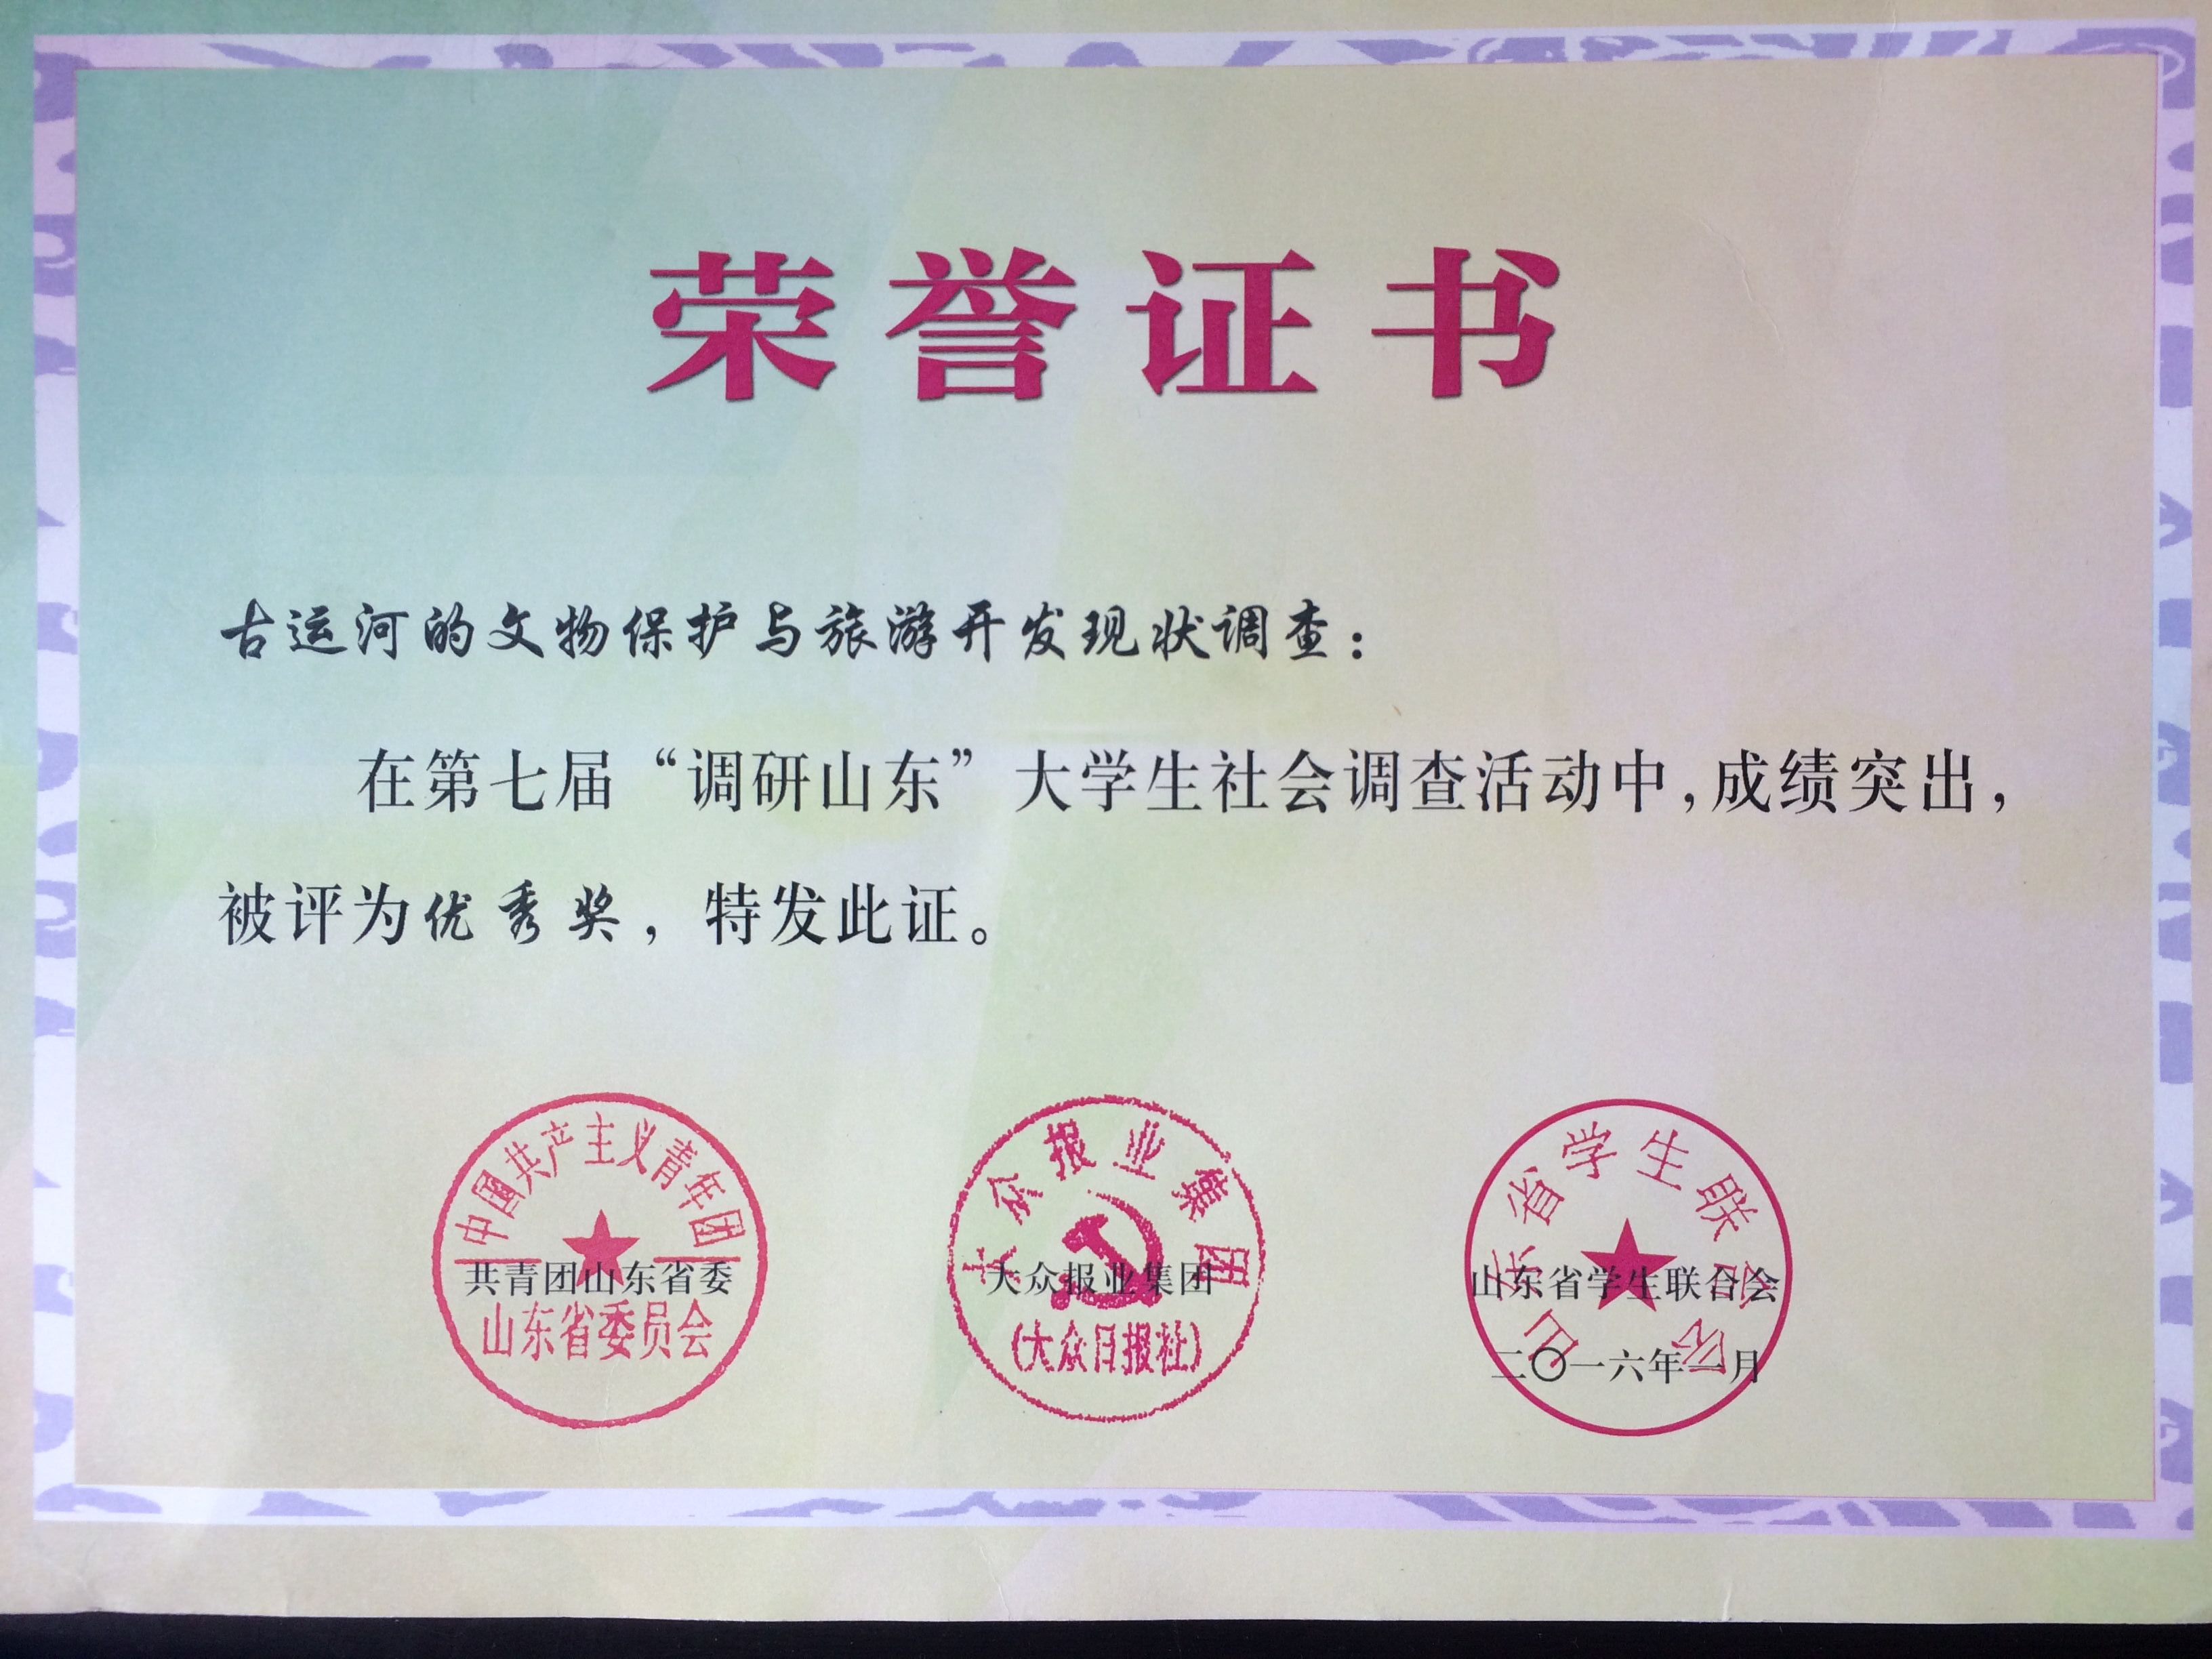 荣誉证书
古运河的文物保护与旅游开发现状调查：
在第七届“调研山东”大学生社会调查活动中,成绩突出，
被评为优秀奖，特发此证。
中国共产主义青年团
共青团山东省委
山东省委员会
大众报业集团
大众报业集团
(大众日报社)
山东省学生联合会
山东省学生联合会
二〇一六年一月